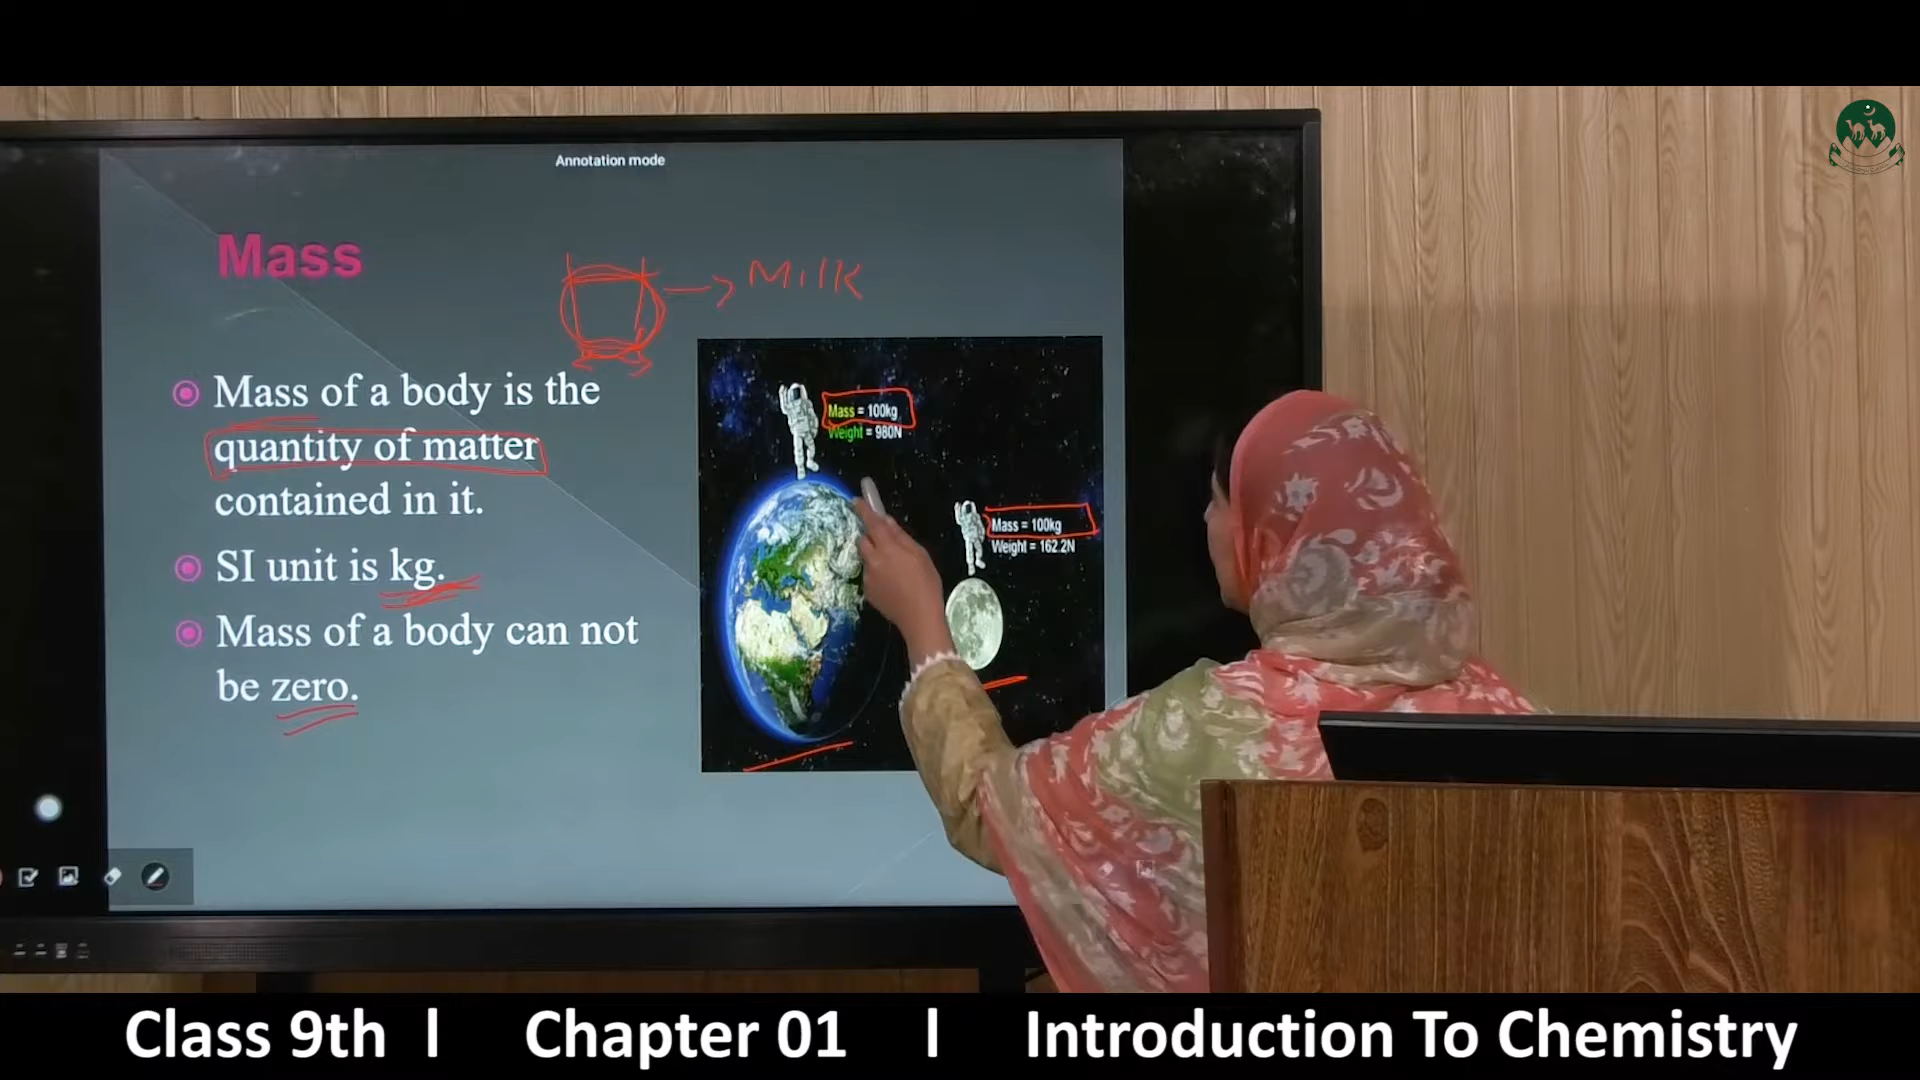 Annotation mode
Mass
Milk
Mass of a body is the
quantity of matter
contained in it.
SI unit is kg.
Mass of a body can not
be zero.
Mass = 100kg
Weight = 980N
Mass = 100kg
Weight = 162.2N
Class 9th l Chapter 01 l Introduction To Chemistry